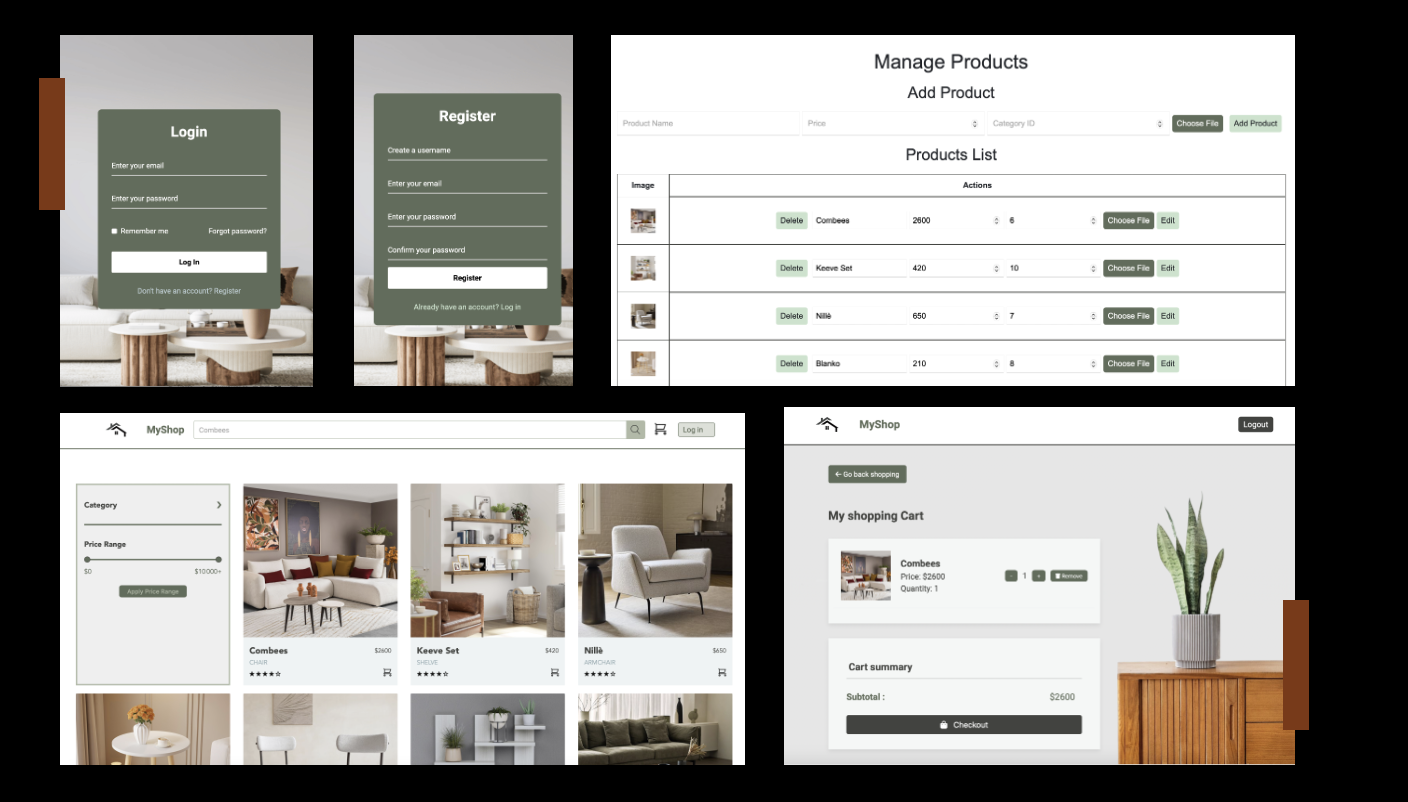 Login
Enter your email
Enter your password
Remember me Forgot password?
Log In
Don't have an account? Register
Register
Create a username
Enter your email
Enter your password
Confirm your password
Register
Already have an account? Log in
Manage Products
Add Product
Product Name Price Category ID Choose File Add Product
Products List
Image Actions
Delete Combees 2600 6 Choose File Edit
Delete Keeve Set 420 10 Choose File Edit
Delete Nillè 650 7 Choose File Edit
Delete Blanko 210 8 Choose File Edit
MyShop Combees Log in
Category
Price Range
$0 $10000+
Apply Price Range
Combees $2600
CHAIR
Keeve Set $420
SHELVE
Nillè $650
ARMCHAIR
MyShop Logout
← Go back shopping
My shopping Cart
Combees
Price: $2600
Quantity: 1
- 1 + Remove
Cart summary
Subtotal : $2600
Checkout